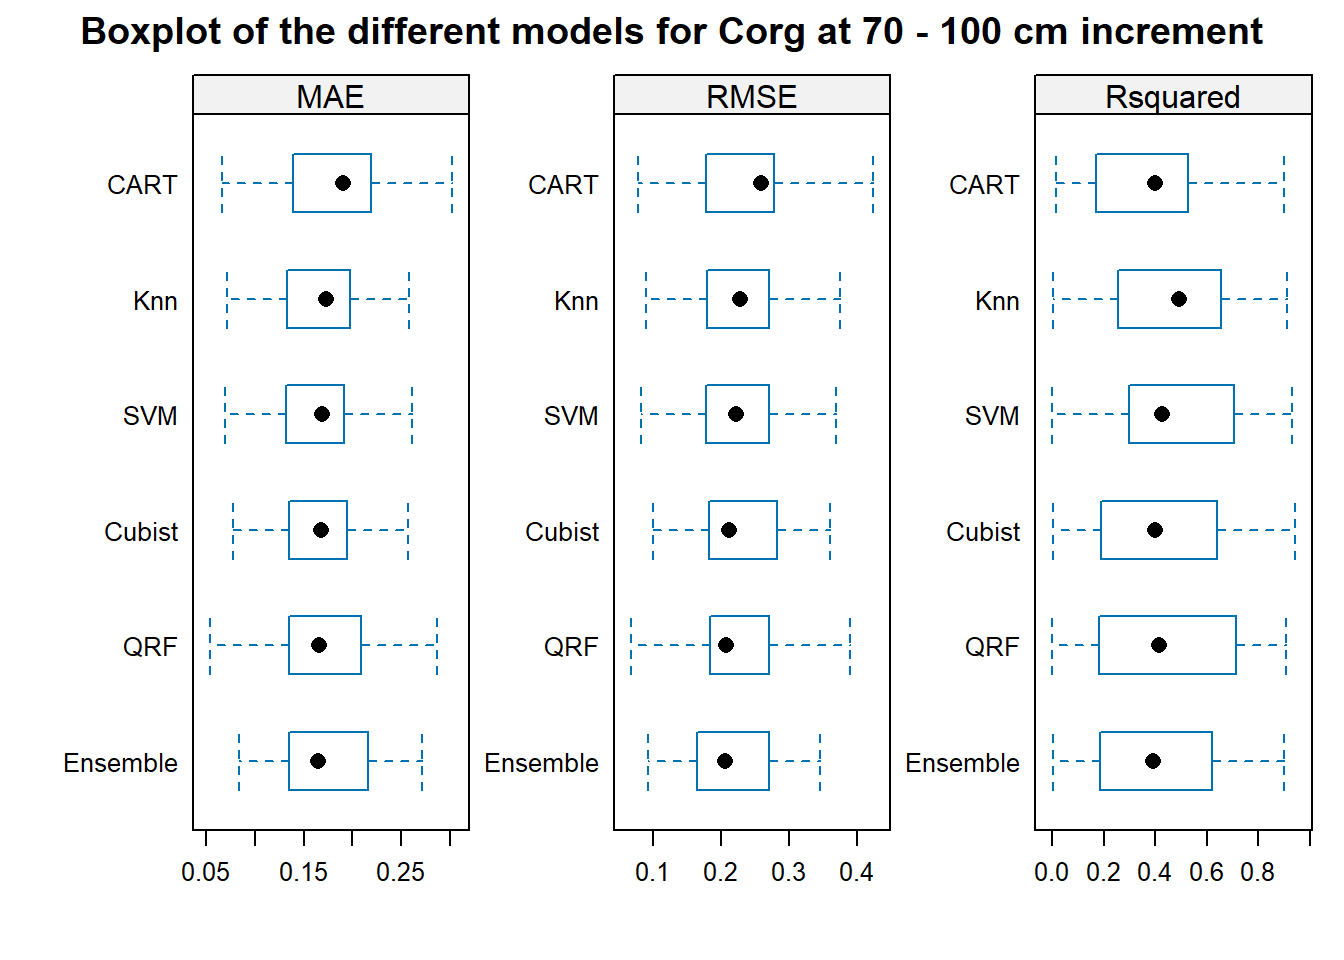 Boxplot of the different models for Corg at 70 - 100 cm increment
MAE RMSE Rsquared
CART CART CART
Knn Knn Knn
SVM SVM SVM
Cubist Cubist Cubist
QRF QRF QRF
Ensemble Ensemble Ensemble
0.05 0.15 0.25 0.1 0.2 0.3 0.4 0.0 0.2 0.4 0.6 0.8